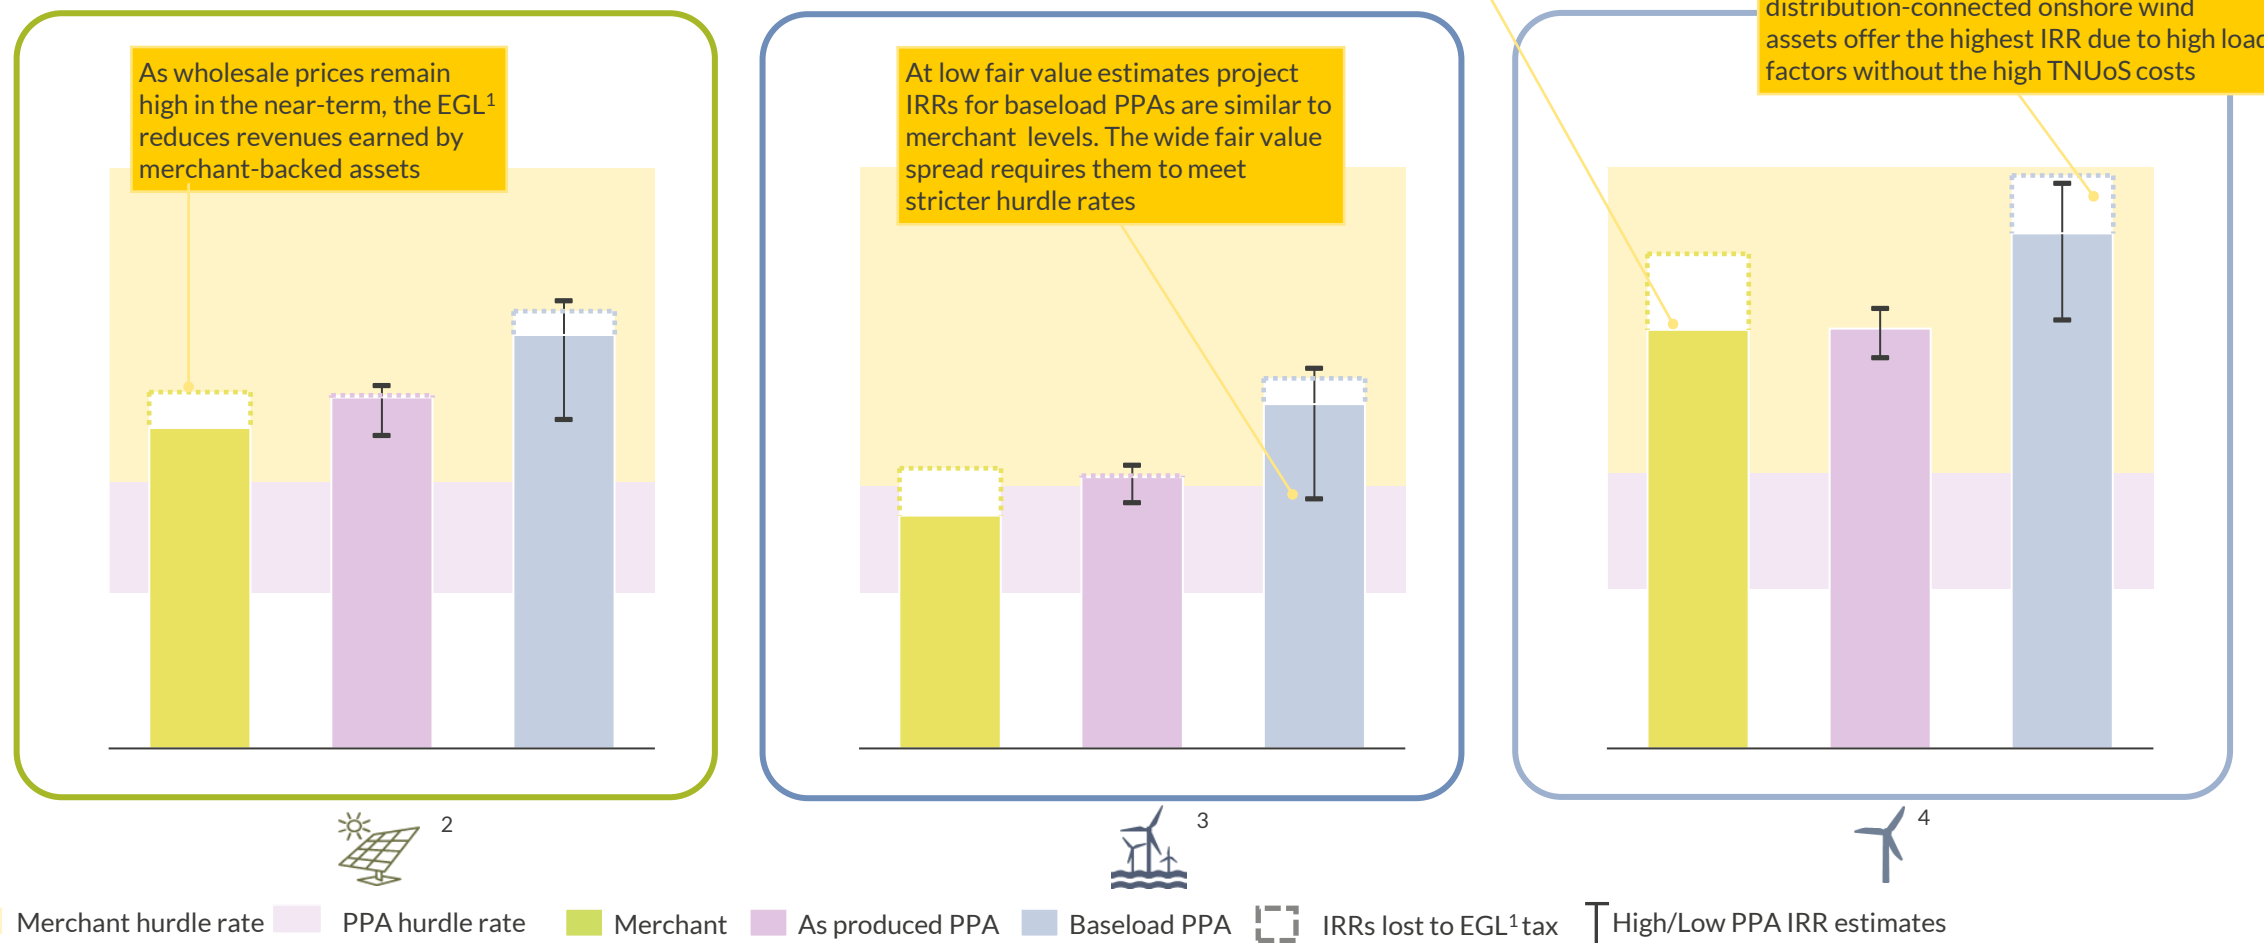 As wholesale prices remain
high in the near-term, the EGL¹
reduces revenues earned by
merchant-backed assets
At low fair value estimates project
IRRs for baseload PPAs are similar to
merchant levels. The wide fair value
spread requires them to meet
stricter hurdle rates
distribution-connected onshore wind
assets offer the highest IRR due to high load
factors without the high TNUoS costs
2
3
4
Merchant hurdle rate
PPA hurdle rate
Merchant
As produced PPA
Baseload PPA
IRRs lost to EGL¹ tax
High/Low PPA IRR estimates